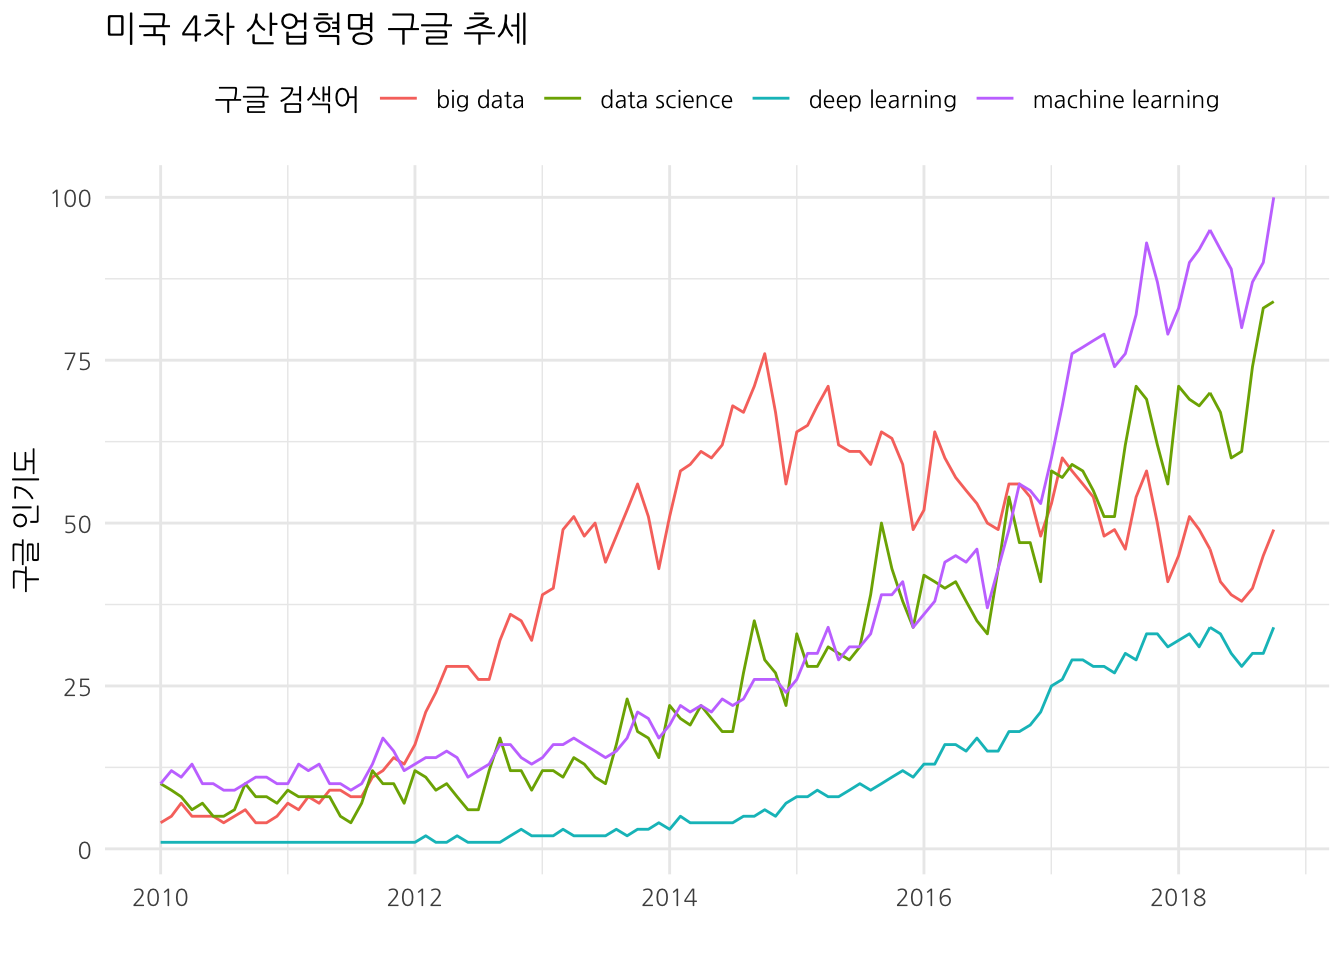 미국 4차 산업혁명 구글 추세
구글 검색어 big data data science deep learning machine learning
구글 인기도
100
75
50
25
0
2010 2012 2014 2016 2018